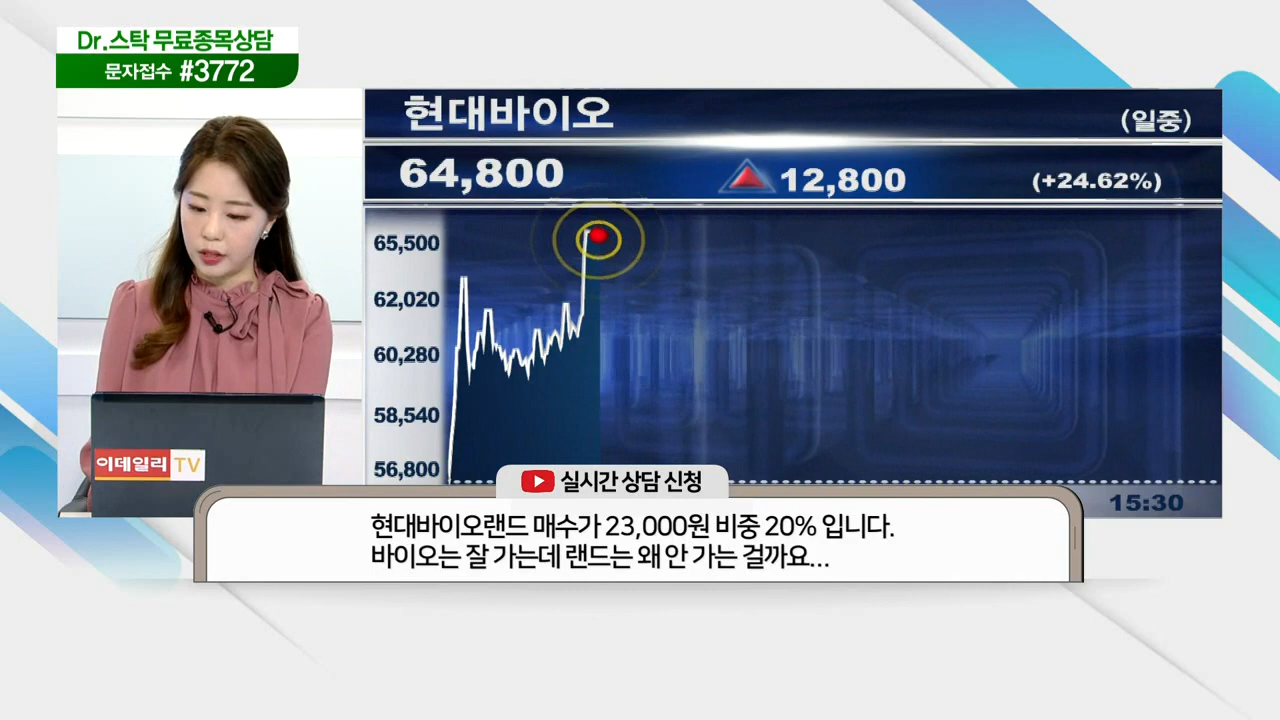 Dr.스탁 무료종목상담
문자접수 #3772
현대바이오
(일중)
64,800
12,800
(+24.62%)
65,500
62,020
60,280
58,540
56,800
15:30
이데일리 TV
실시간 상담 신청
현대바이오랜드 매수가 23,000원 비중 20% 입니다.
바이오는 잘 가는데 랜드는 왜 안 가는 걸까요...